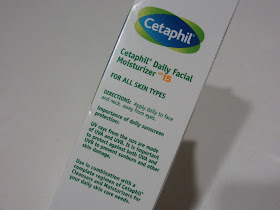 Cetaphil
Cetaphil® Daily Facial
Moisturizer SPF 15
FOR ALL SKIN TYPES
DIRECTIONS: Apply daily to face
and neck, away from eyes.
Importance of daily sunscreen
protection:
UV rays from the sun are made
of UVA and UVB. It is important
to protect against both UVA and
UVB to prevent sunburn and other
skin damage.
Use in combination with a
complete regimen of Cetaphil®
Cleansers and Moisturizers for
your daily skin care needs.